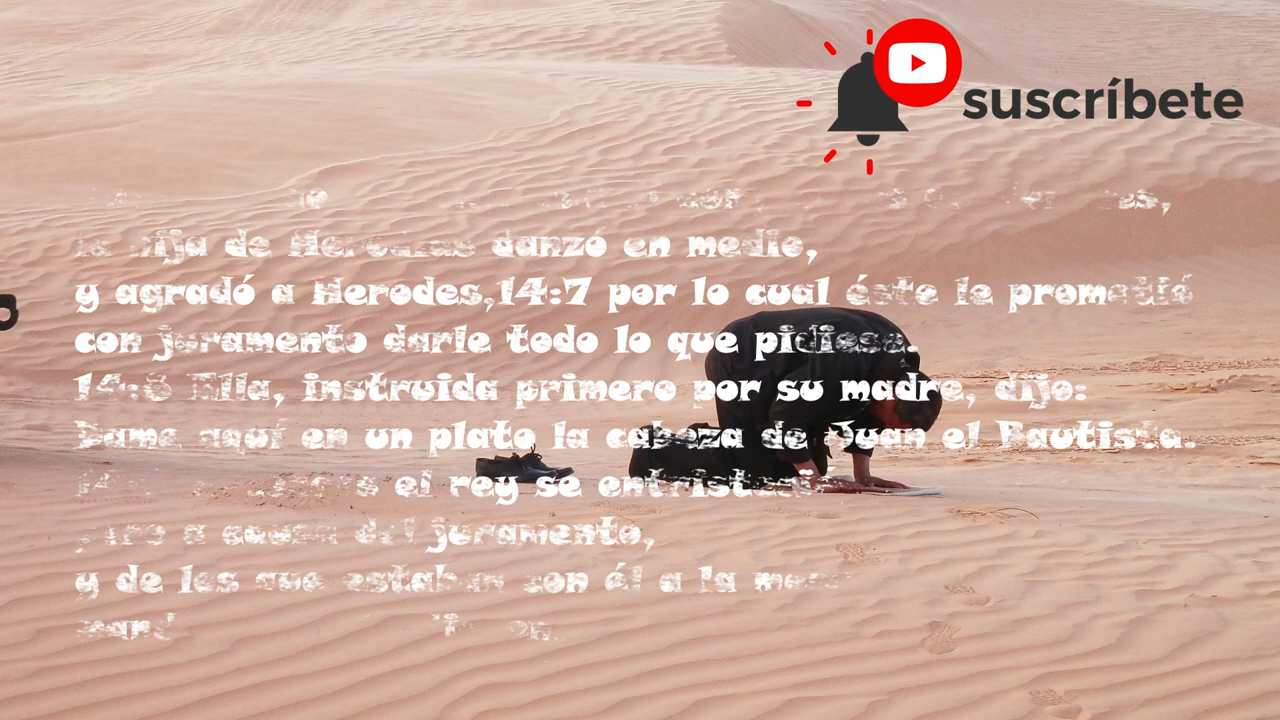 suscríbete
la hija de Herodías danzó en medio,
y agradó a Herodes,14:7 por lo cual éste le prometió
con juramento darle todo lo que pidiese.
14:8 Ella, instruida primero por su madre, dijo:
Dame aquí en un plato la cabeza de Juan el Bautista.
el rey se entristeció
pero a causa del juramento,
y de los que estaban con él a la mesa